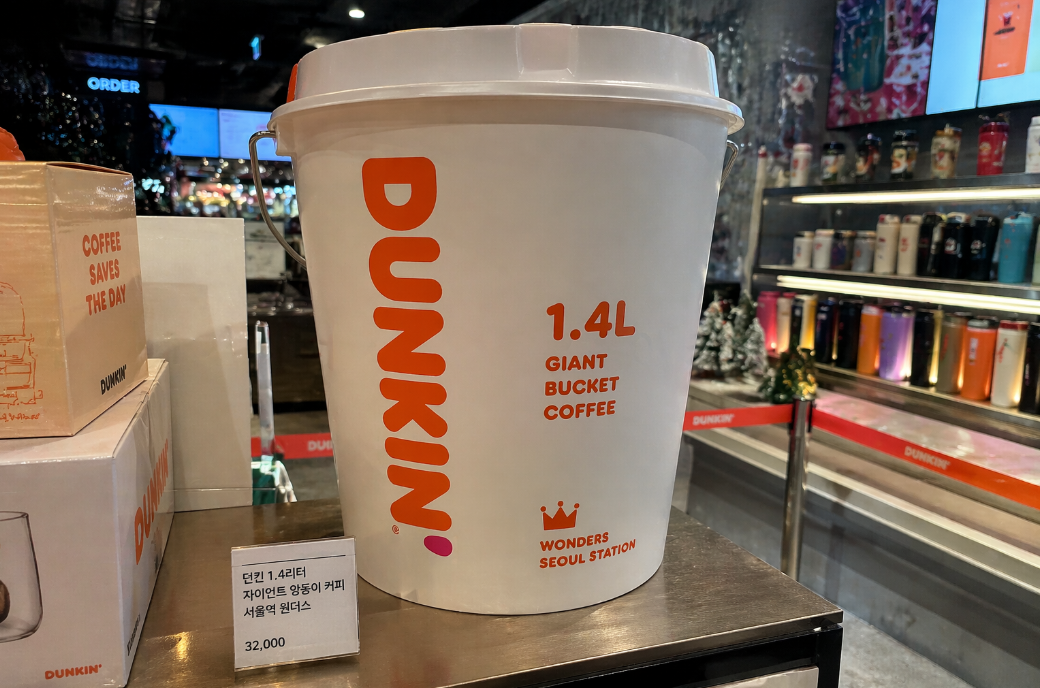 ORDER
COFFEE
SAVES
THE DAY
DUNKIN'
DUNKIN'
DUNKIN'
DUNKIN'
1.4L
GIANT
BUCKET
COFFEE
WONDERS
SEOUL STATION
던킨 1.4리터
자이언트 양동이 커피
서울역 원더스
32,000
DUNKIN'
DUNKIN'